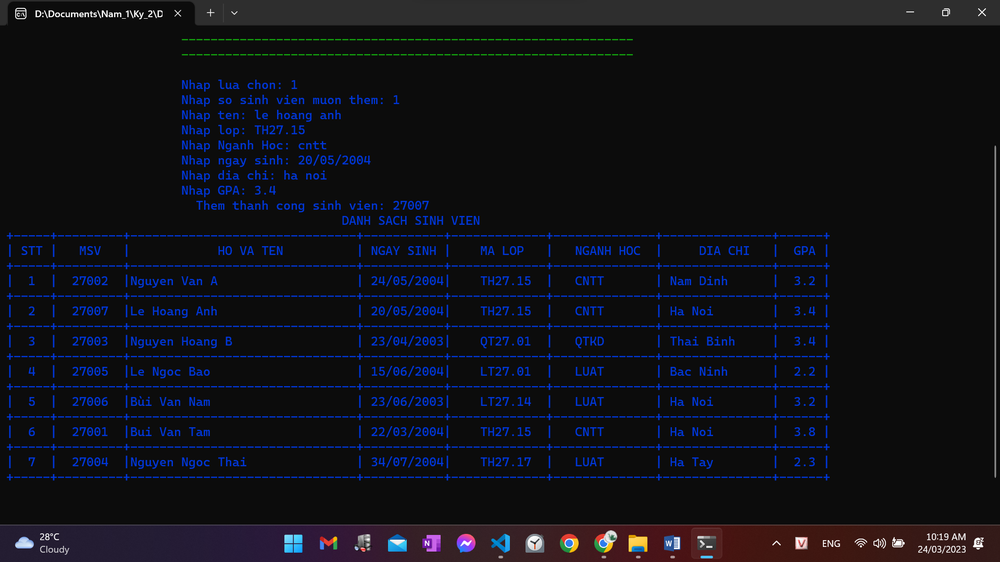 D:\Documents\Nam_1\Ky_2\D
------------------------------------------------------------
------------------------------------------------------------
Nhap lua chon: 1
Nhap so sinh vien muon them: 1
Nhap ten: le hoang anh
Nhap lop: TH27.15
Nhap Nganh Hoc: cntt
Nhap ngay sinh: 20/05/2004
Nhap dia chi: ha noi
Nhap GPA: 3.4
Them thanh cong sinh vien: 27007
DANH SACH SINH VIEN
| STT | MSV | HO VA TEN | NGAY SINH | MA LOP | NGANH HOC | DIA CHI | GPA |
| 1 | 27002 |Nguyen Van A | 24/05/2004| TH27.15 | CNTT | Nam Dinh | 3.2 |
| 2 | 27007 |Le Hoang Anh | 20/05/2004| TH27.15 | CNTT | Ha Noi | 3.4 |
| 3 | 27003 |Nguyen Hoang B | 23/04/2003| QT27.01 | QTKD | Thai Binh | 3.4 |
| 4 | 27005 |Le Ngoc Bao | 15/06/2004| LT27.01 | LUAT | Bac Ninh | 2.2 |
| 5 | 27006 |Bùi Van Nam | 23/06/2003| LT27.14 | LUAT | Ha Noi | 3.2 |
| 6 | 27001 |Bui Van Tam | 22/03/2004| TH27.15 | CNTT | Ha Noi | 3.8 |
| 7 | 27004 |Nguyen Ngoc Thai | 34/07/2004| TH27.17 | LUAT | Ha Tay | 2.3 |
28°C
Cloudy
ENG
10:19 AM
24/03/2023